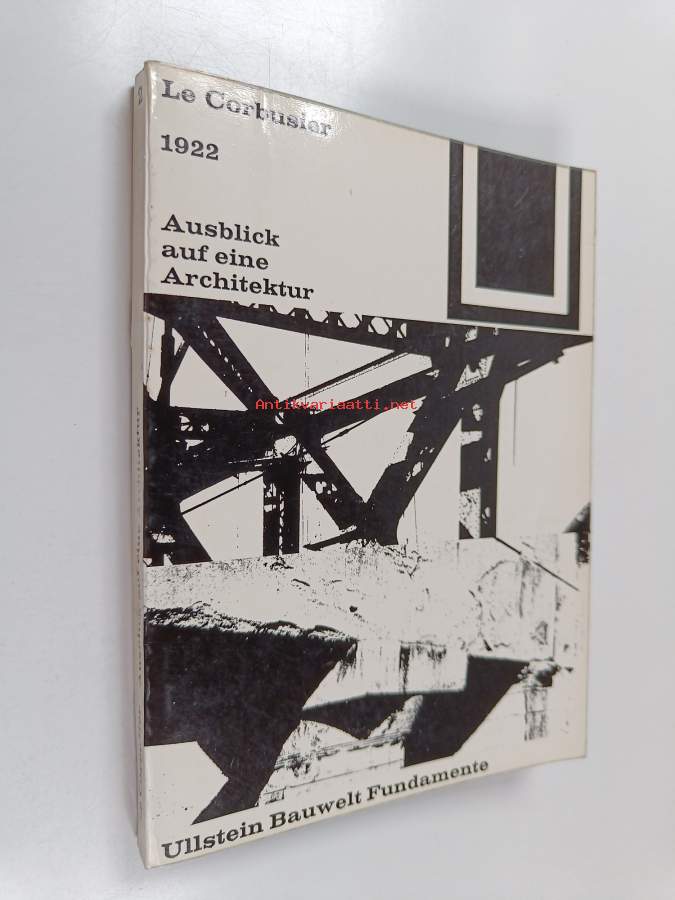 Le Corbusier
1922
Ausblick
auf eine
Architektur
Antikvariaatti.net
Ullstein Bauwelt Fundamente